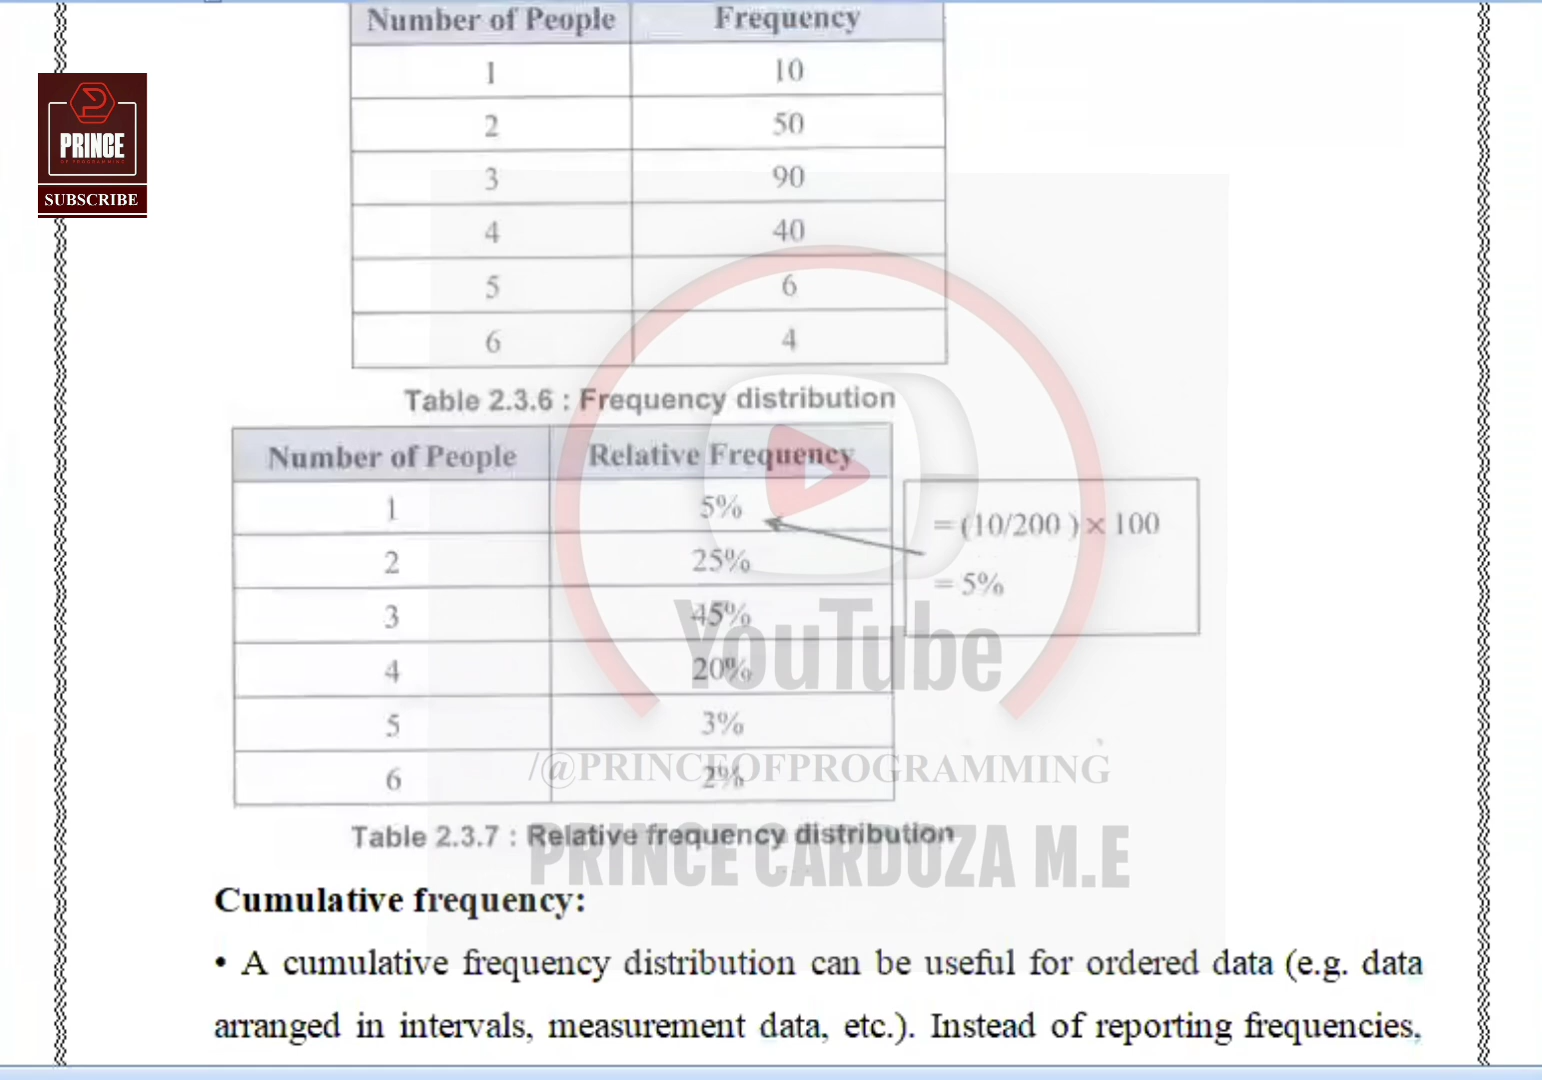 Number of People Frequency
1 10
2 50
3 90
4 40
5 6
6 4
Table 2.3.6 : Frequency distribution
Number of People Relative Frequency
1 5%
2 25%
3 45%
4 20%
5 3%
6 2%
= (10/200 ) × 100
= 5%
Table 2.3.7 : Relative frequency distribution
Cumulative frequency:
• A cumulative frequency distribution can be useful for ordered data (e.g. data
arranged in intervals, measurement data, etc.). Instead of reporting frequencies,
PRINCE
OF PROGRAMMING
SUBSCRIBE
YouTube
/@PRINCEOFPROGRAMMING
PRINCE CARDUZA M.E